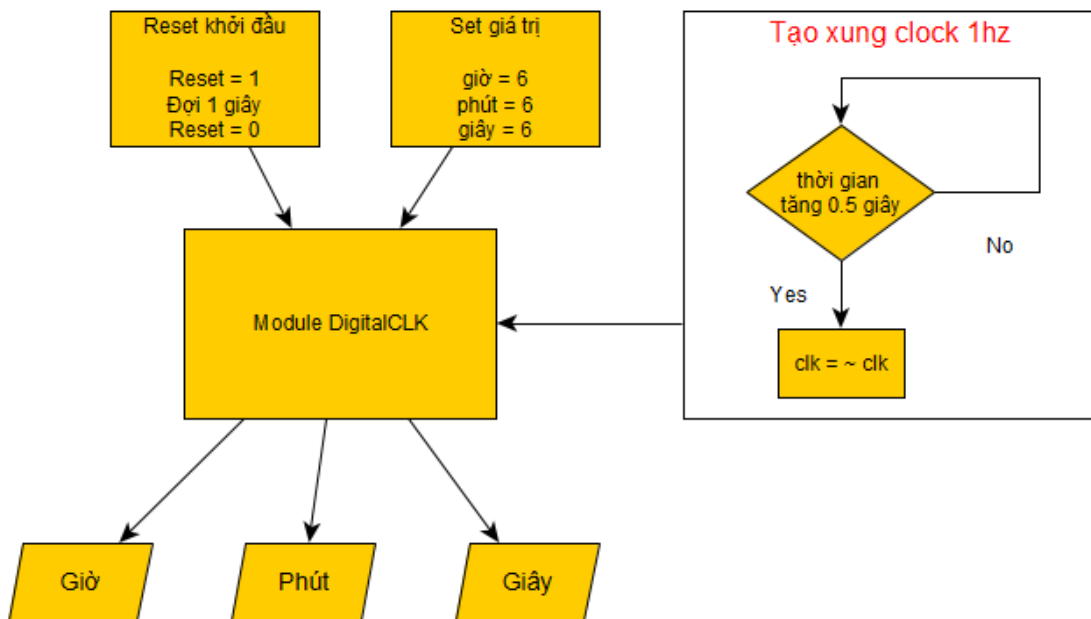 Reset khởi đầu
Reset = 1
Đợi 1 giây
Reset = 0
Set giá trị
giờ = 6
phút = 6
giây = 6
Tạo xung clock 1hz
thời gian
tăng 0.5 giây
No
Yes
clk = ~ clk
Module DigitalCLK
Giờ
Phút
Giây